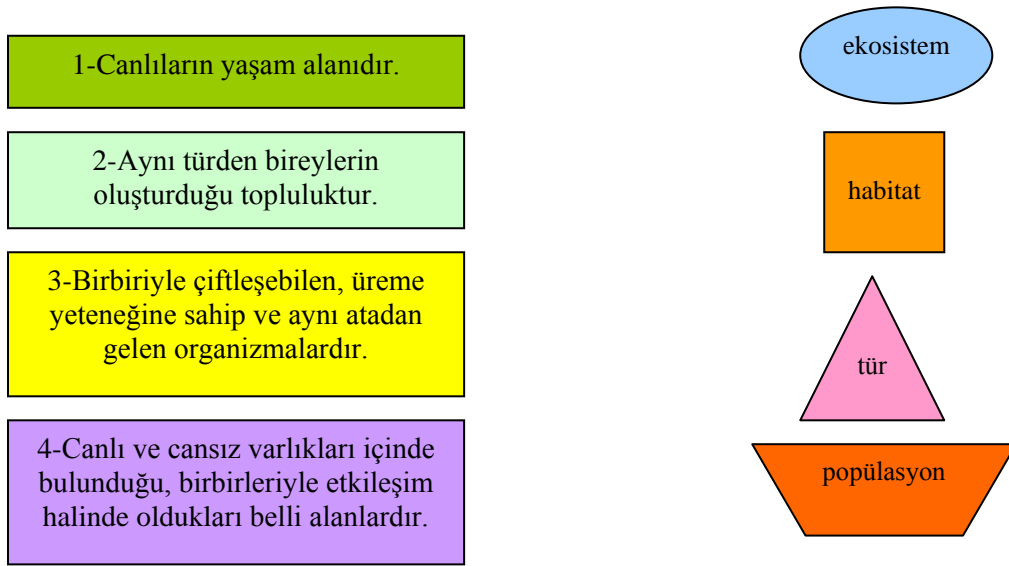 1-Canlıların yaşam alanıdır.
ekosistem
2-Aynı türden bireylerin
oluşturduğu topluluktur.
habitat
3-Birbiriyle çiftleşebilen, üreme
yeteneğine sahip ve aynı atadan
gelen organizmalardır.
tür
4-Canlı ve cansız varlıkları içinde
bulunduğu, birbirleriyle etkileşim
halinde oldukları belli alanlardır.
popülasyon